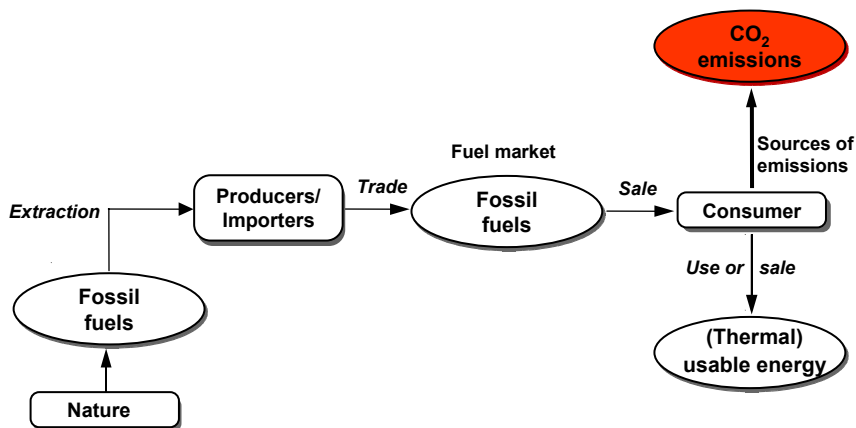 CO₂
emissions
Sources of
emissions
Fuel market
Extraction
Producers/
Importers
Trade
Fossil
fuels
Sale
Consumer
Use or sale
Fossil
fuels
(Thermal)
usable energy
Nature